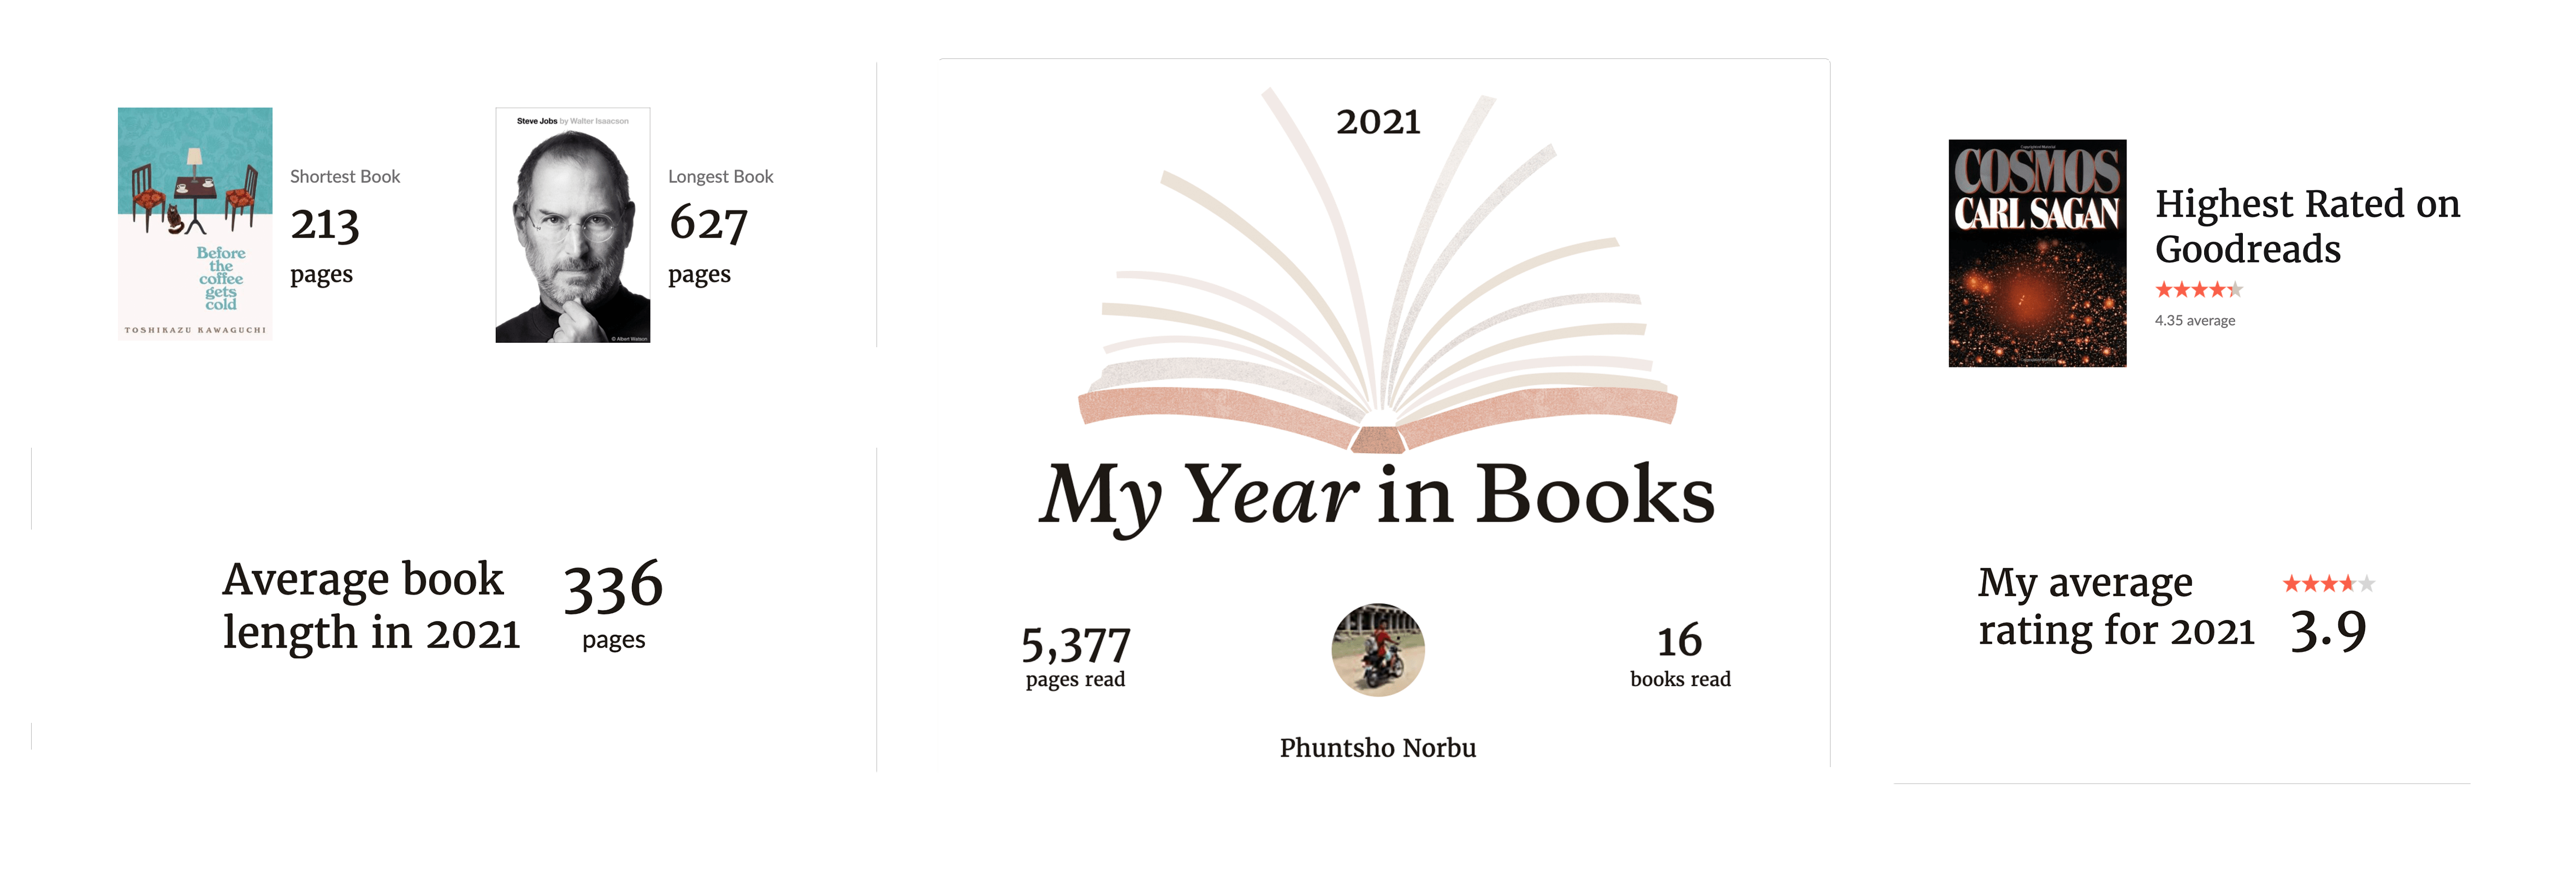 Before
the
coffee
gets
cold
TOSHIKAZU KAWAGUCHI
Shortest Book
213
pages
Steve Jobs by Walter Isaacson
© Albert Watson
Longest Book
627
pages
Average book
length in 2021
336
pages
2021
My Year in Books
5,377
pages read
16
books read
Phuntsho Norbu
COSMOS
CARL SAGAN
Highest Rated on
Goodreads
4.35 average
My average
rating for 2021
3.9